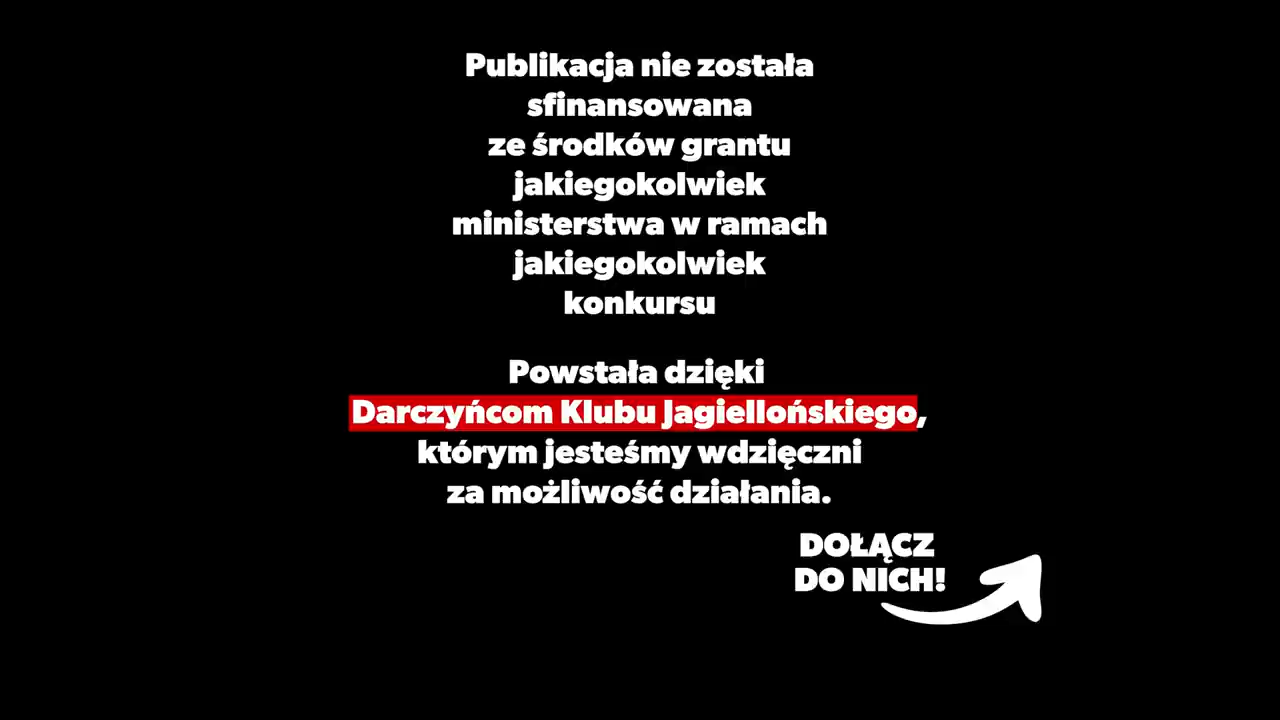 Publikacja nie została
sfinansowana
ze środków grantu
jakiegokolwiek
ministerstwa w ramach
jakiegokolwiek
konkursu
Powstała dzięki
Darczyńcom Klubu Jagiellońskiego,
którym jesteśmy wdzięczni
za możliwość działania.
DOŁĄCZ
DO NICH!